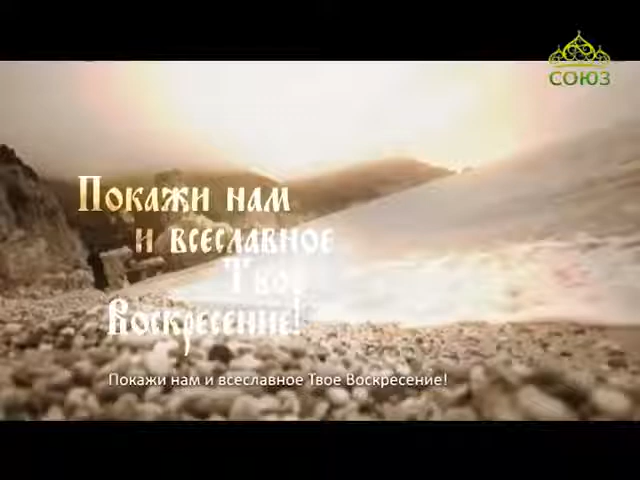 СОЮЗ
Покажи нам
и всеславное
Твое
Воскресение!
Покажи нам и всеславное Твое Воскресение!